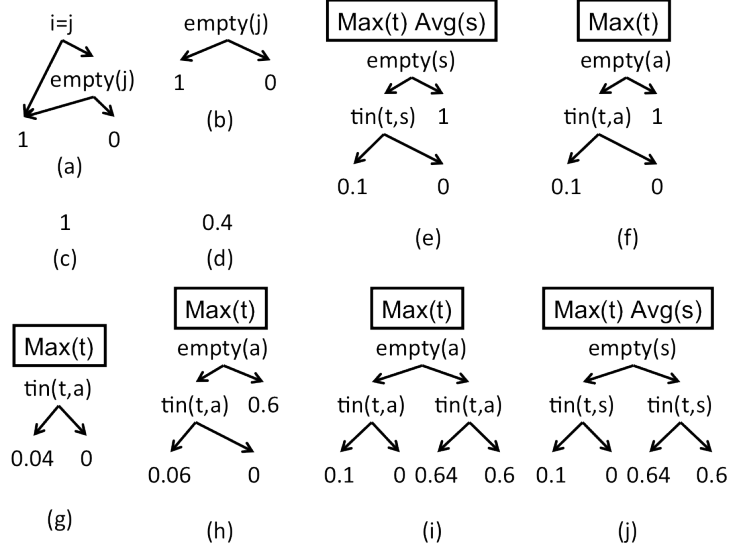 i=j
empty(j)
1 0
(a)
empty(j)
1 0
(b)
1
(c)
0.4
(d)
Max(t) Avg(s)
empty(s)
tin(t,s) 1
0.1 0
(e)
Max(t)
empty(a)
tin(t,a) 1
0.1 0
(f)
Max(t)
tin(t,a)
0.04 0
(g)
Max(t)
empty(a)
tin(t,a) 0.6
0.06 0
(h)
Max(t)
empty(a)
tin(t,a) tin(t,a)
0.1 0 0.64 0.6
(i)
Max(t) Avg(s)
empty(s)
tin(t,s) tin(t,s)
0.1 0 0.64 0.6
(j)